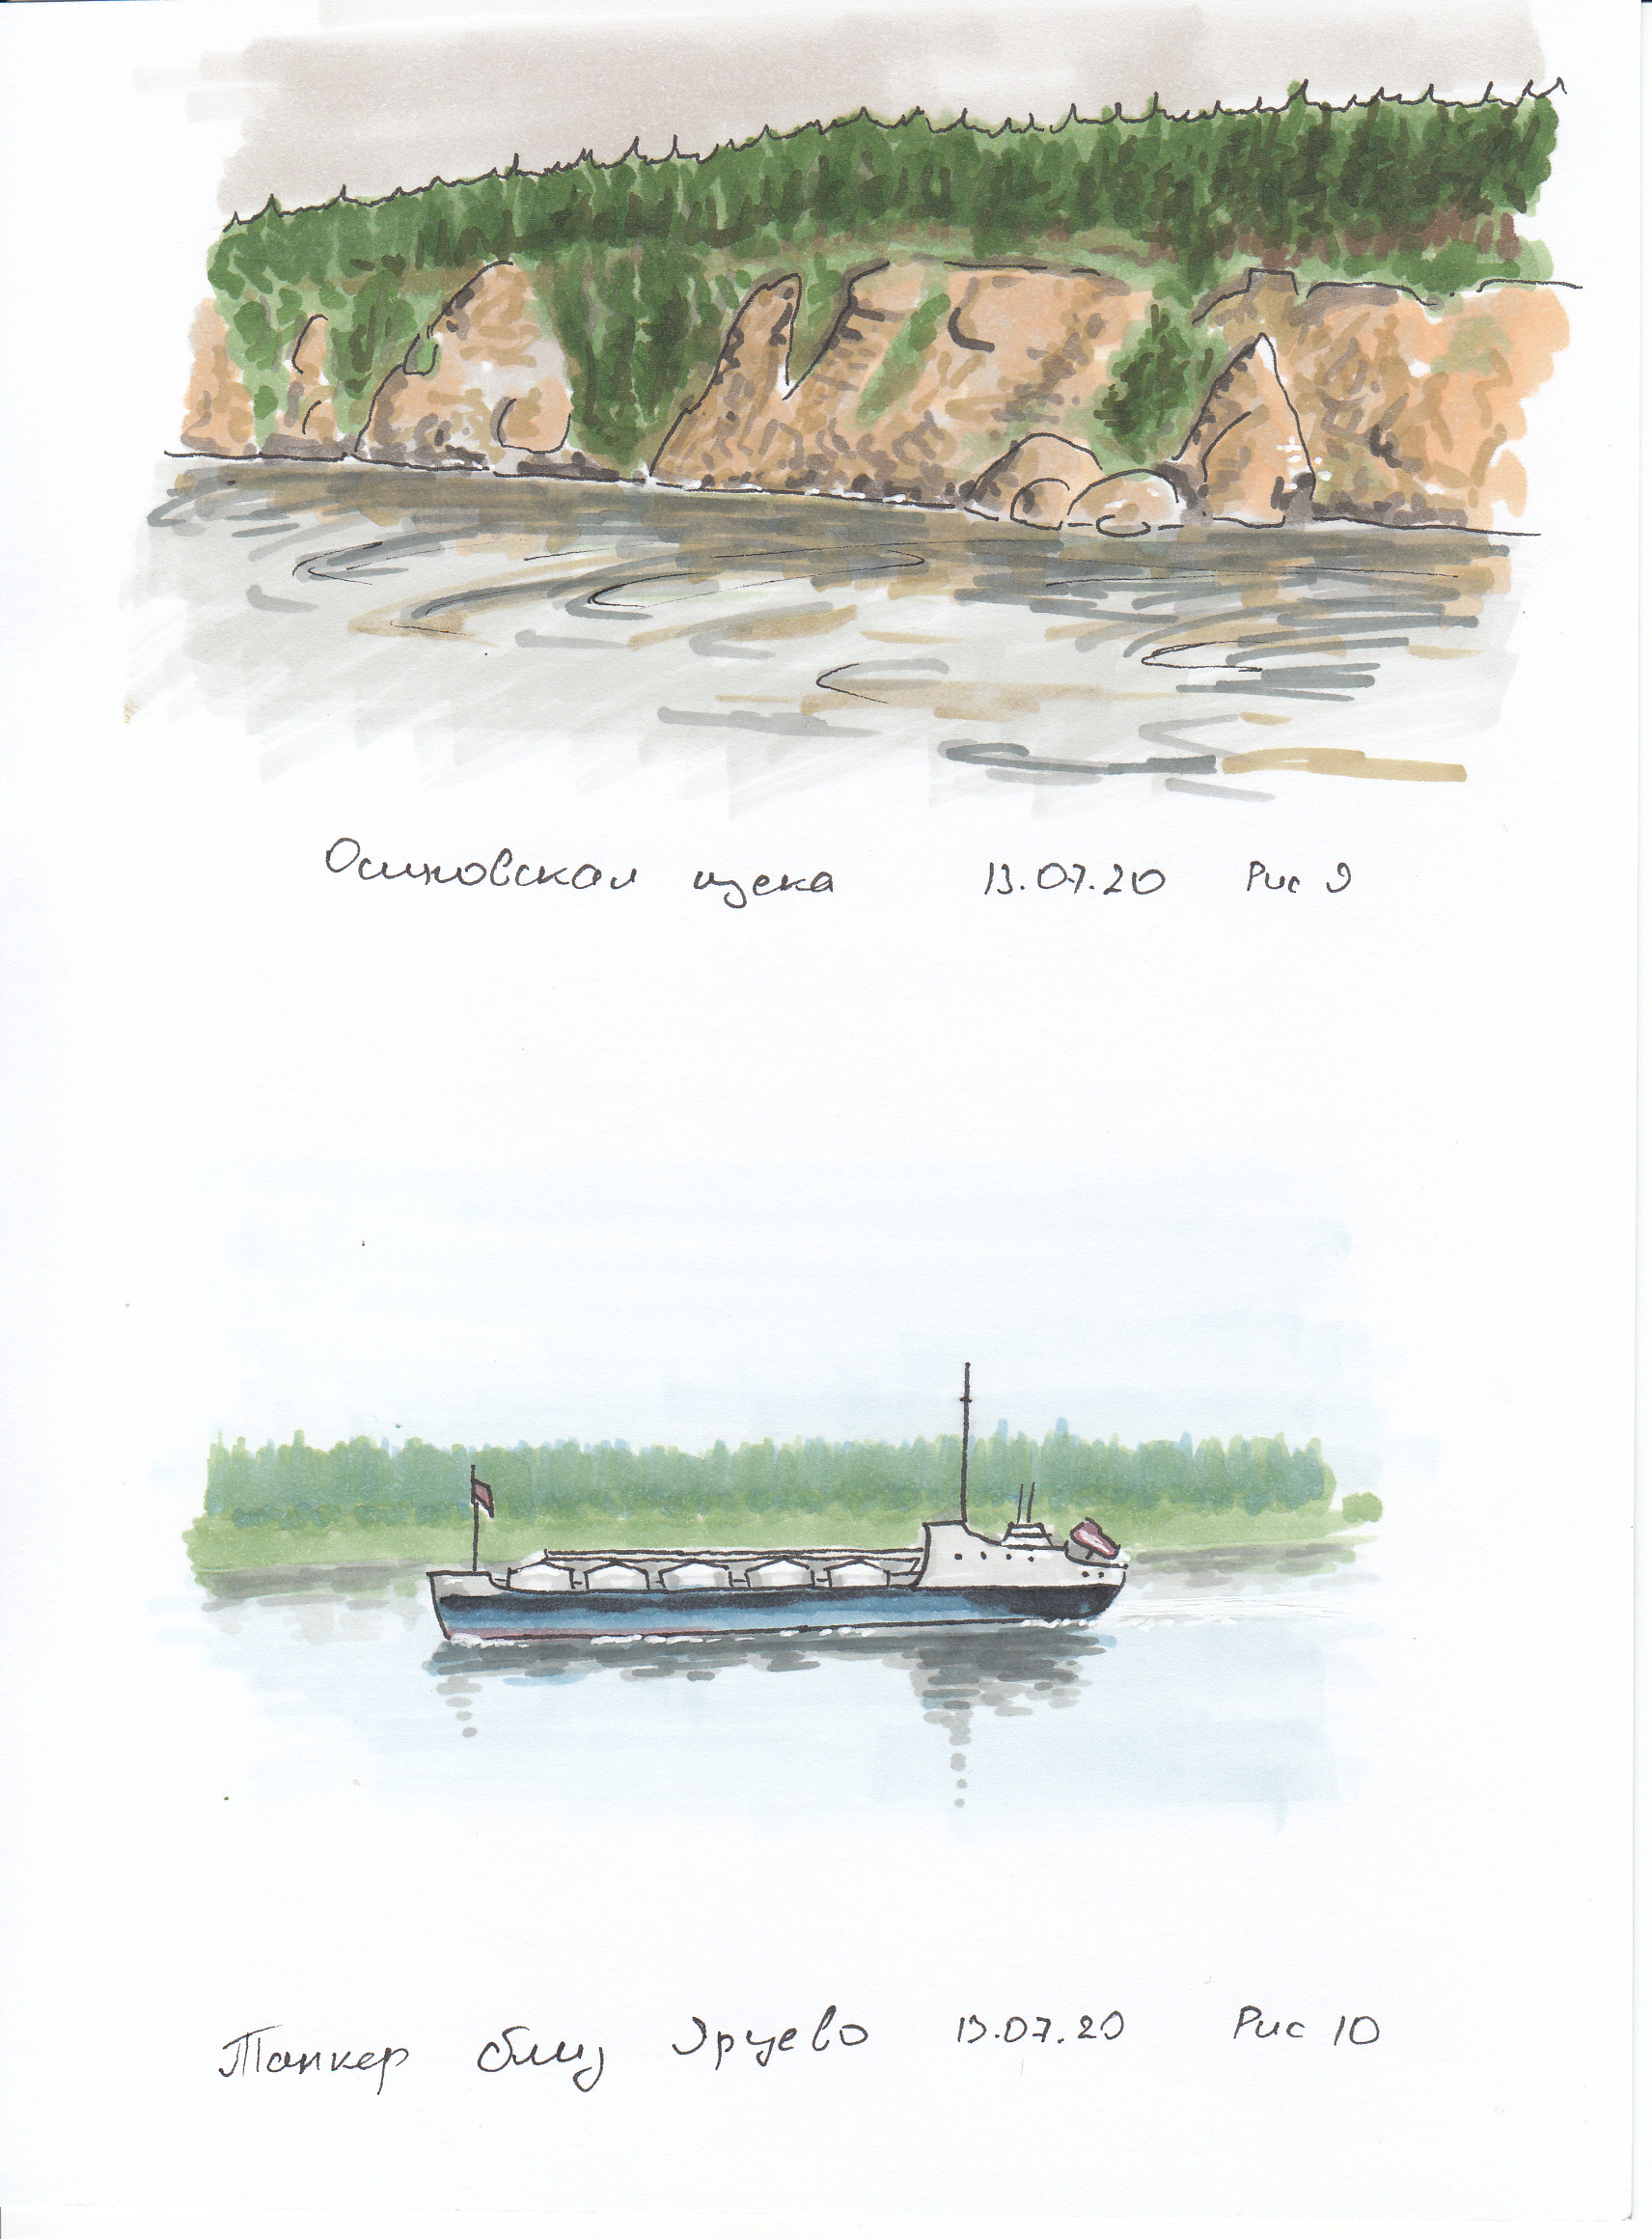 Осиновская щека 13.07.20 Рис 9
Танкер близ Ярцево 13.07.20 Рис 10